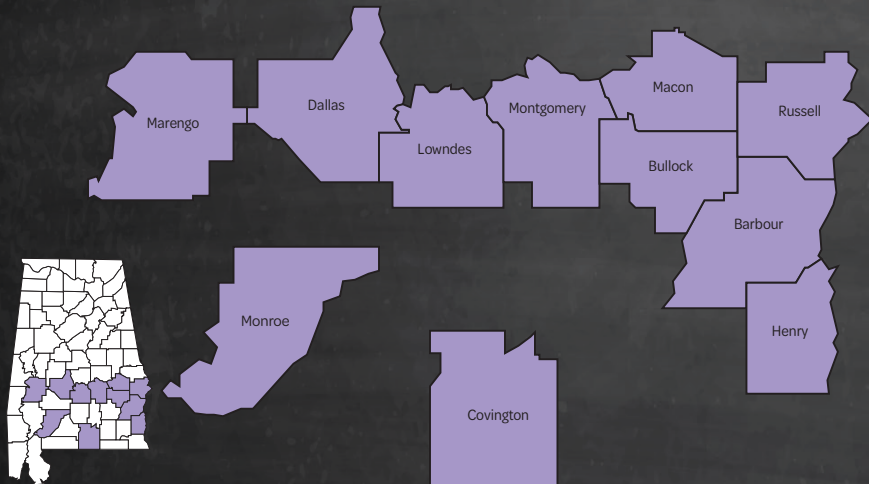 Marengo
Dallas
Lowndes
Montgomery
Macon
Russell
Bullock
Barbour
Monroe
Henry
Covington